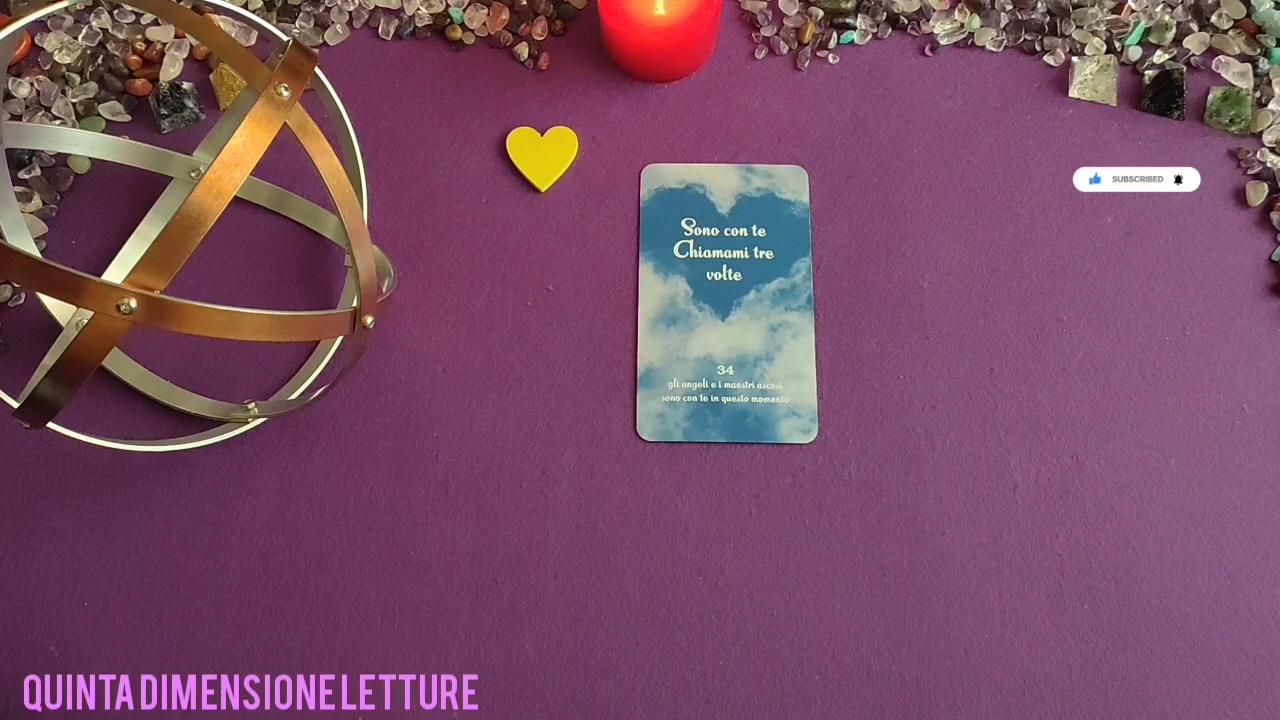 Sono con te
Chiamami tre
volte
SUBSCRIBED
34
gli angeli e i maestri ascesi
sono con te in questo momento
QUINTA DIMENSIONE LETTURE